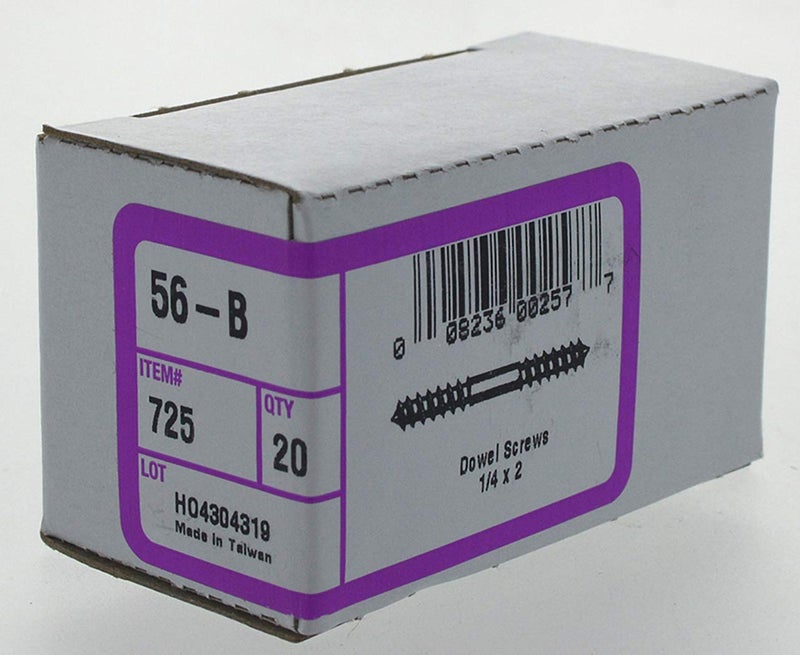 56-B
ITEM#
725
QTY
20
LOT
H04304319
Made in Taiwan
0 08236 00257 7
Dowel Screws
1/4 x 2